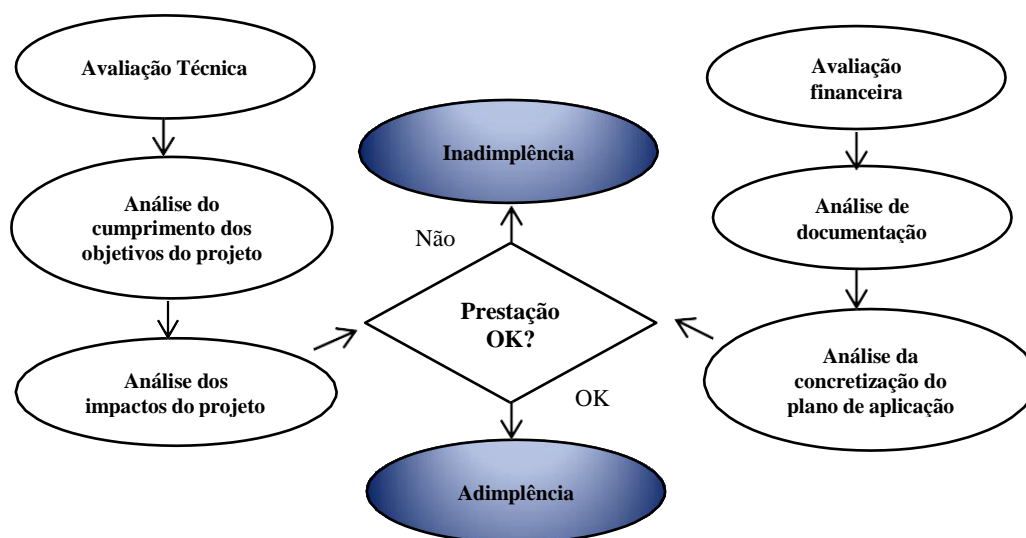 Avaliação Técnica
Análise do
cumprimento dos
objetivos do projeto
Análise dos
impactos do projeto
Inadimplência
Não
Prestação
OK?
OK
Adimplência
Avaliação
financeira
Análise de
documentação
Análise da
concretização do
plano de aplicação